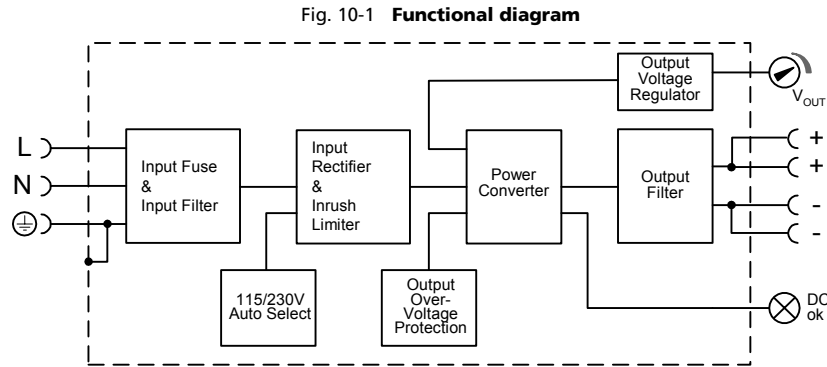 Fig. 10-1 Functional diagram
Output
Voltage
Regulator
V OUT
L
N
Input Fuse
&
Input Filter
Input
Rectifier
&
Inrush
Limiter
Power
Converter
Output
Filter
+
+
-
-
115/230V
Auto Select
Output
Over-
Voltage
Protection
DC
ok